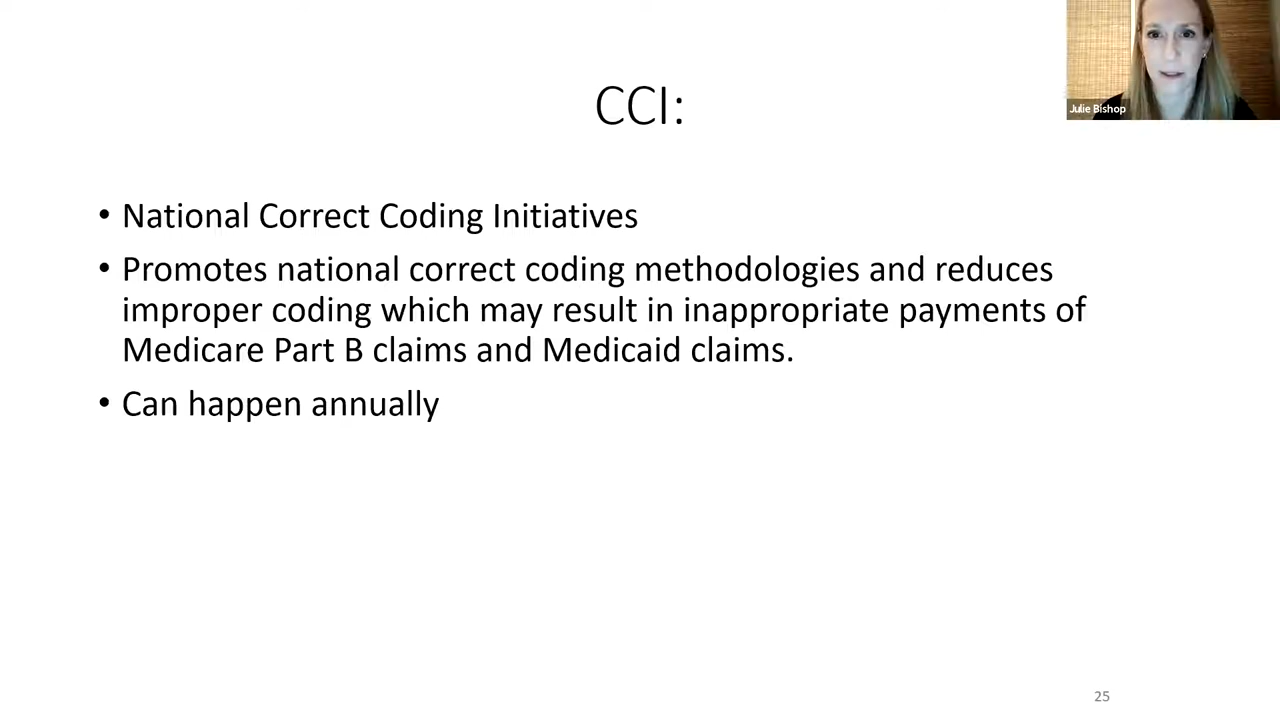 CCI:
Julie Bishop
• National Correct Coding Initiatives
• Promotes national correct coding methodologies and reduces
improper coding which may result in inappropriate payments of
Medicare Part B claims and Medicaid claims.
• Can happen annually
25